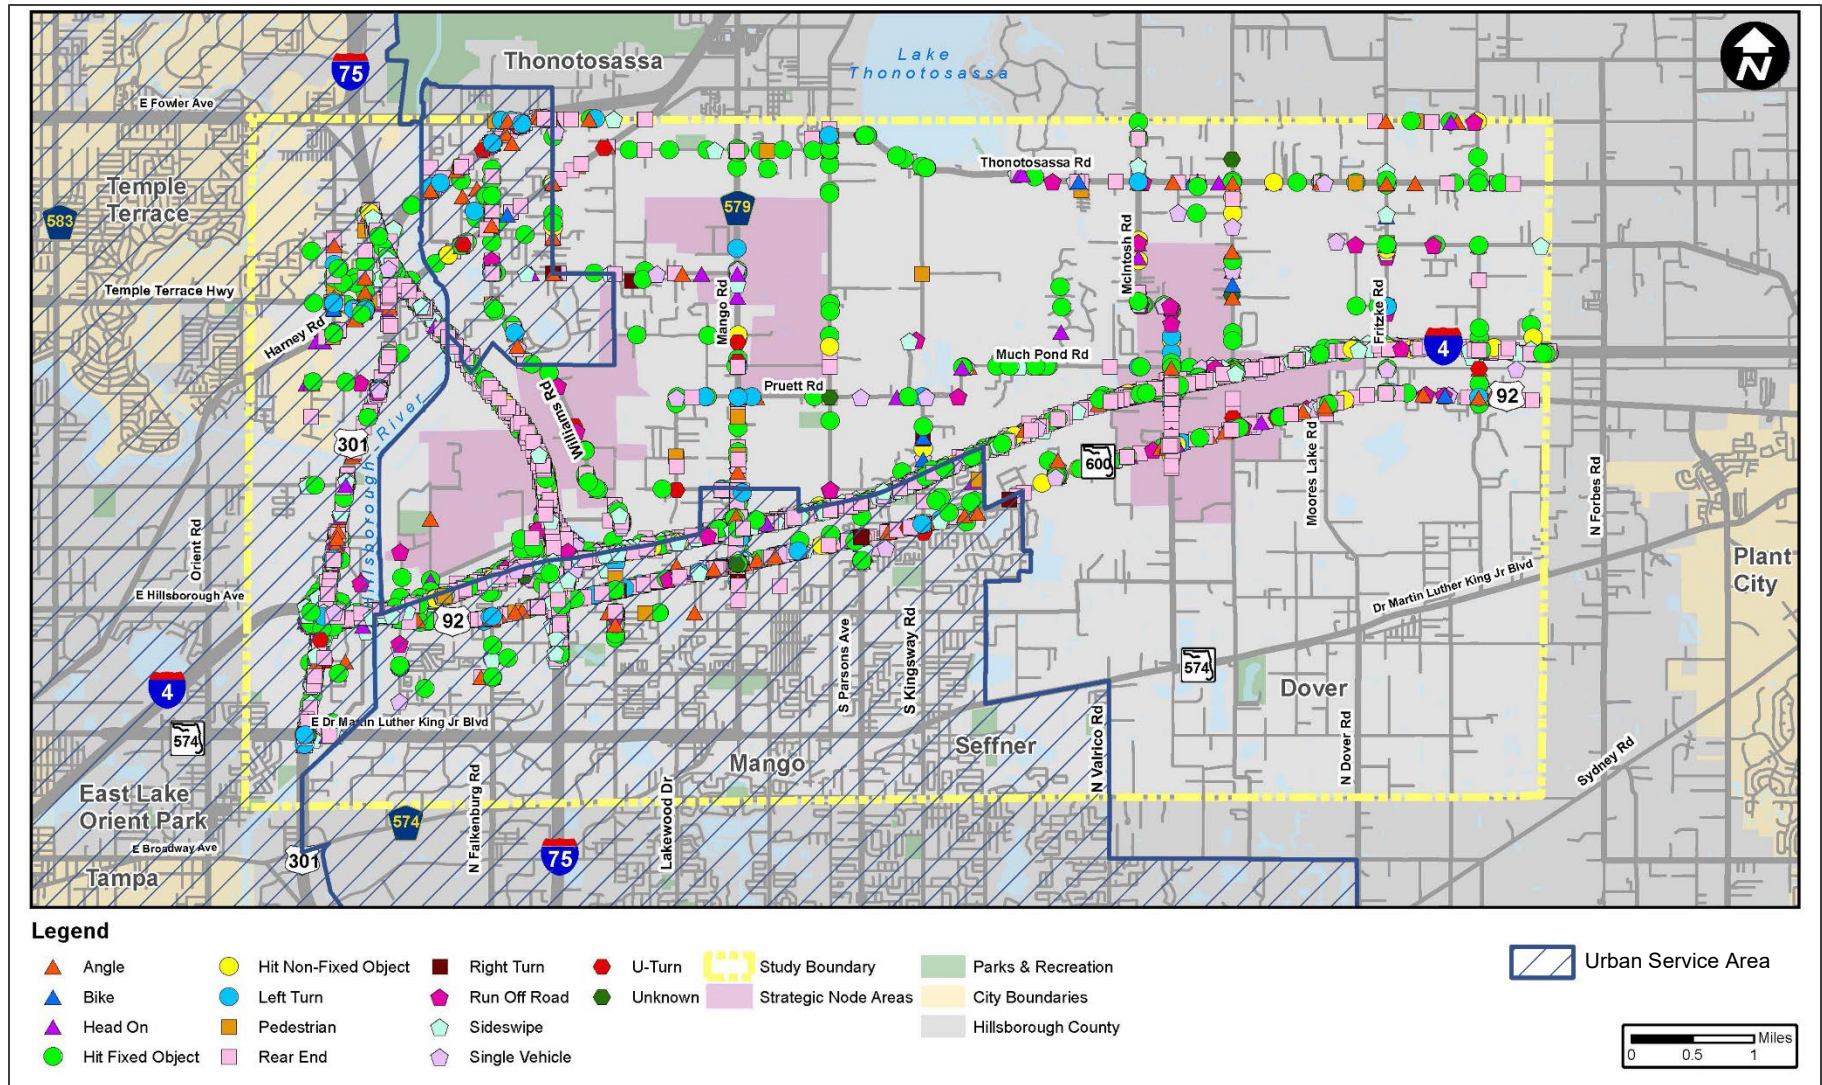 Thonotosassa
Lake
Thonotosassa
N
75
E Fowler Ave
Thonotosassa Rd
Temple
Terrace
583
579
McIntosh Rd
Temple Terrace Hwy
Mango Rd
Harney Rd
Fritzke Rd
4
Much Pond Rd
Pruett Rd
Williams Rd
92
301
Hillsborough River
600
Moores Lake Rd
N Forbes Rd
Orient Rd
Plant
City
E Hillsborough Ave
92
Dr Martin Luther King Jr Blvd
S Parsons Ave
S Kingsway Rd
574
4
Dover
E Dr Martin Luther King Jr Blvd
574
Seffner
N Valrico Rd
N Dover Rd
Mango
Sydney Rd
East Lake
Orient Park
N Falkenburg Rd
Lakewood Dr
574
E Broadway Ave
301
75
Tampa
Legend
Angle
Hit Non-Fixed Object
Right Turn
U-Turn
Study Boundary
Parks & Recreation
Urban Service Area
Bike
Left Turn
Run Off Road
Unknown
Strategic Node Areas
City Boundaries
Head On
Pedestrian
Sideswipe
Hillsborough County
Hit Fixed Object
Rear End
Single Vehicle
Miles
0 0.5 1